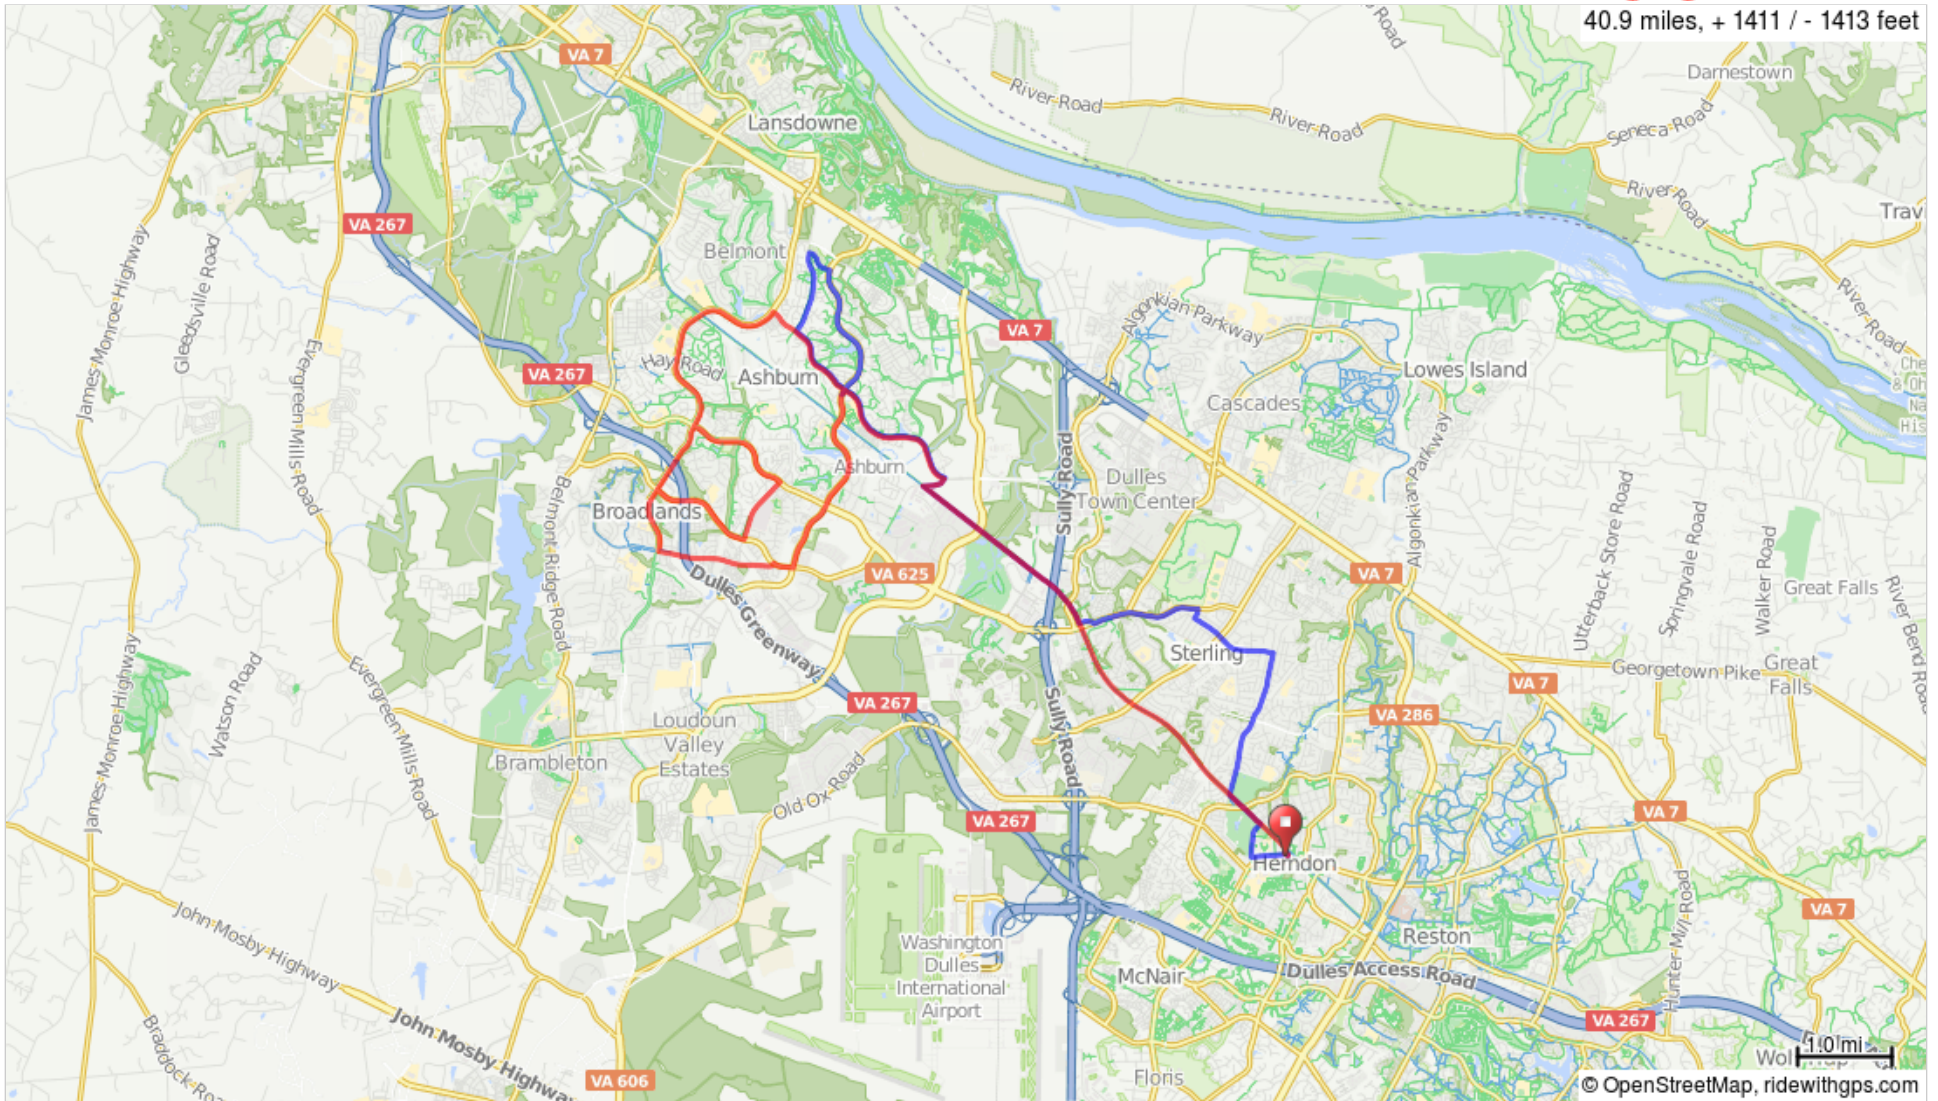 40.9 miles, + 1411 / - 1413 feet
VA 7
Road
Darnestown
River Road
River Road
Seneca Road
Lansdowne
River Road
Travi
VA 267
James Monroe Highway
Gleedsville Road
Belmont
River Road
VA 7
Algonkian Parkway
Evergreen Mills Road
Hay Road
Ashburn
VA 267
Lowes Island
Cascades
Che
& Oh
Na
His
Sully Road
Algonkian Parkway
Ashburn
Dulles
Town Center
Belmont Ridge Road
Broadlands
Utterback Store Road
Springvale Road
Walker Road
VA 625
VA 7
Great Falls
River Bend Road
Dulles Greenway
Sterling
James Monroe Highway
Watson Road
Evergreen Mills Road
Georgetown Pike
Great
Falls
VA 7
VA 267
Sully Road
VA 286
Loudoun
Valley
Estates
Brambleton
Old Ox Road
VA 267
VA 7
Herndon
John Mosby Highway
Hunter Mill Road
VA 7
Reston
Washington
Dulles
International
Airport
McNair
Dulles Access Road
VA 267
John Mosby Highway
Braddock Roa
Wol
1.0 mi
VA 606
Floris
© OpenStreetMap, ridewithgps.com